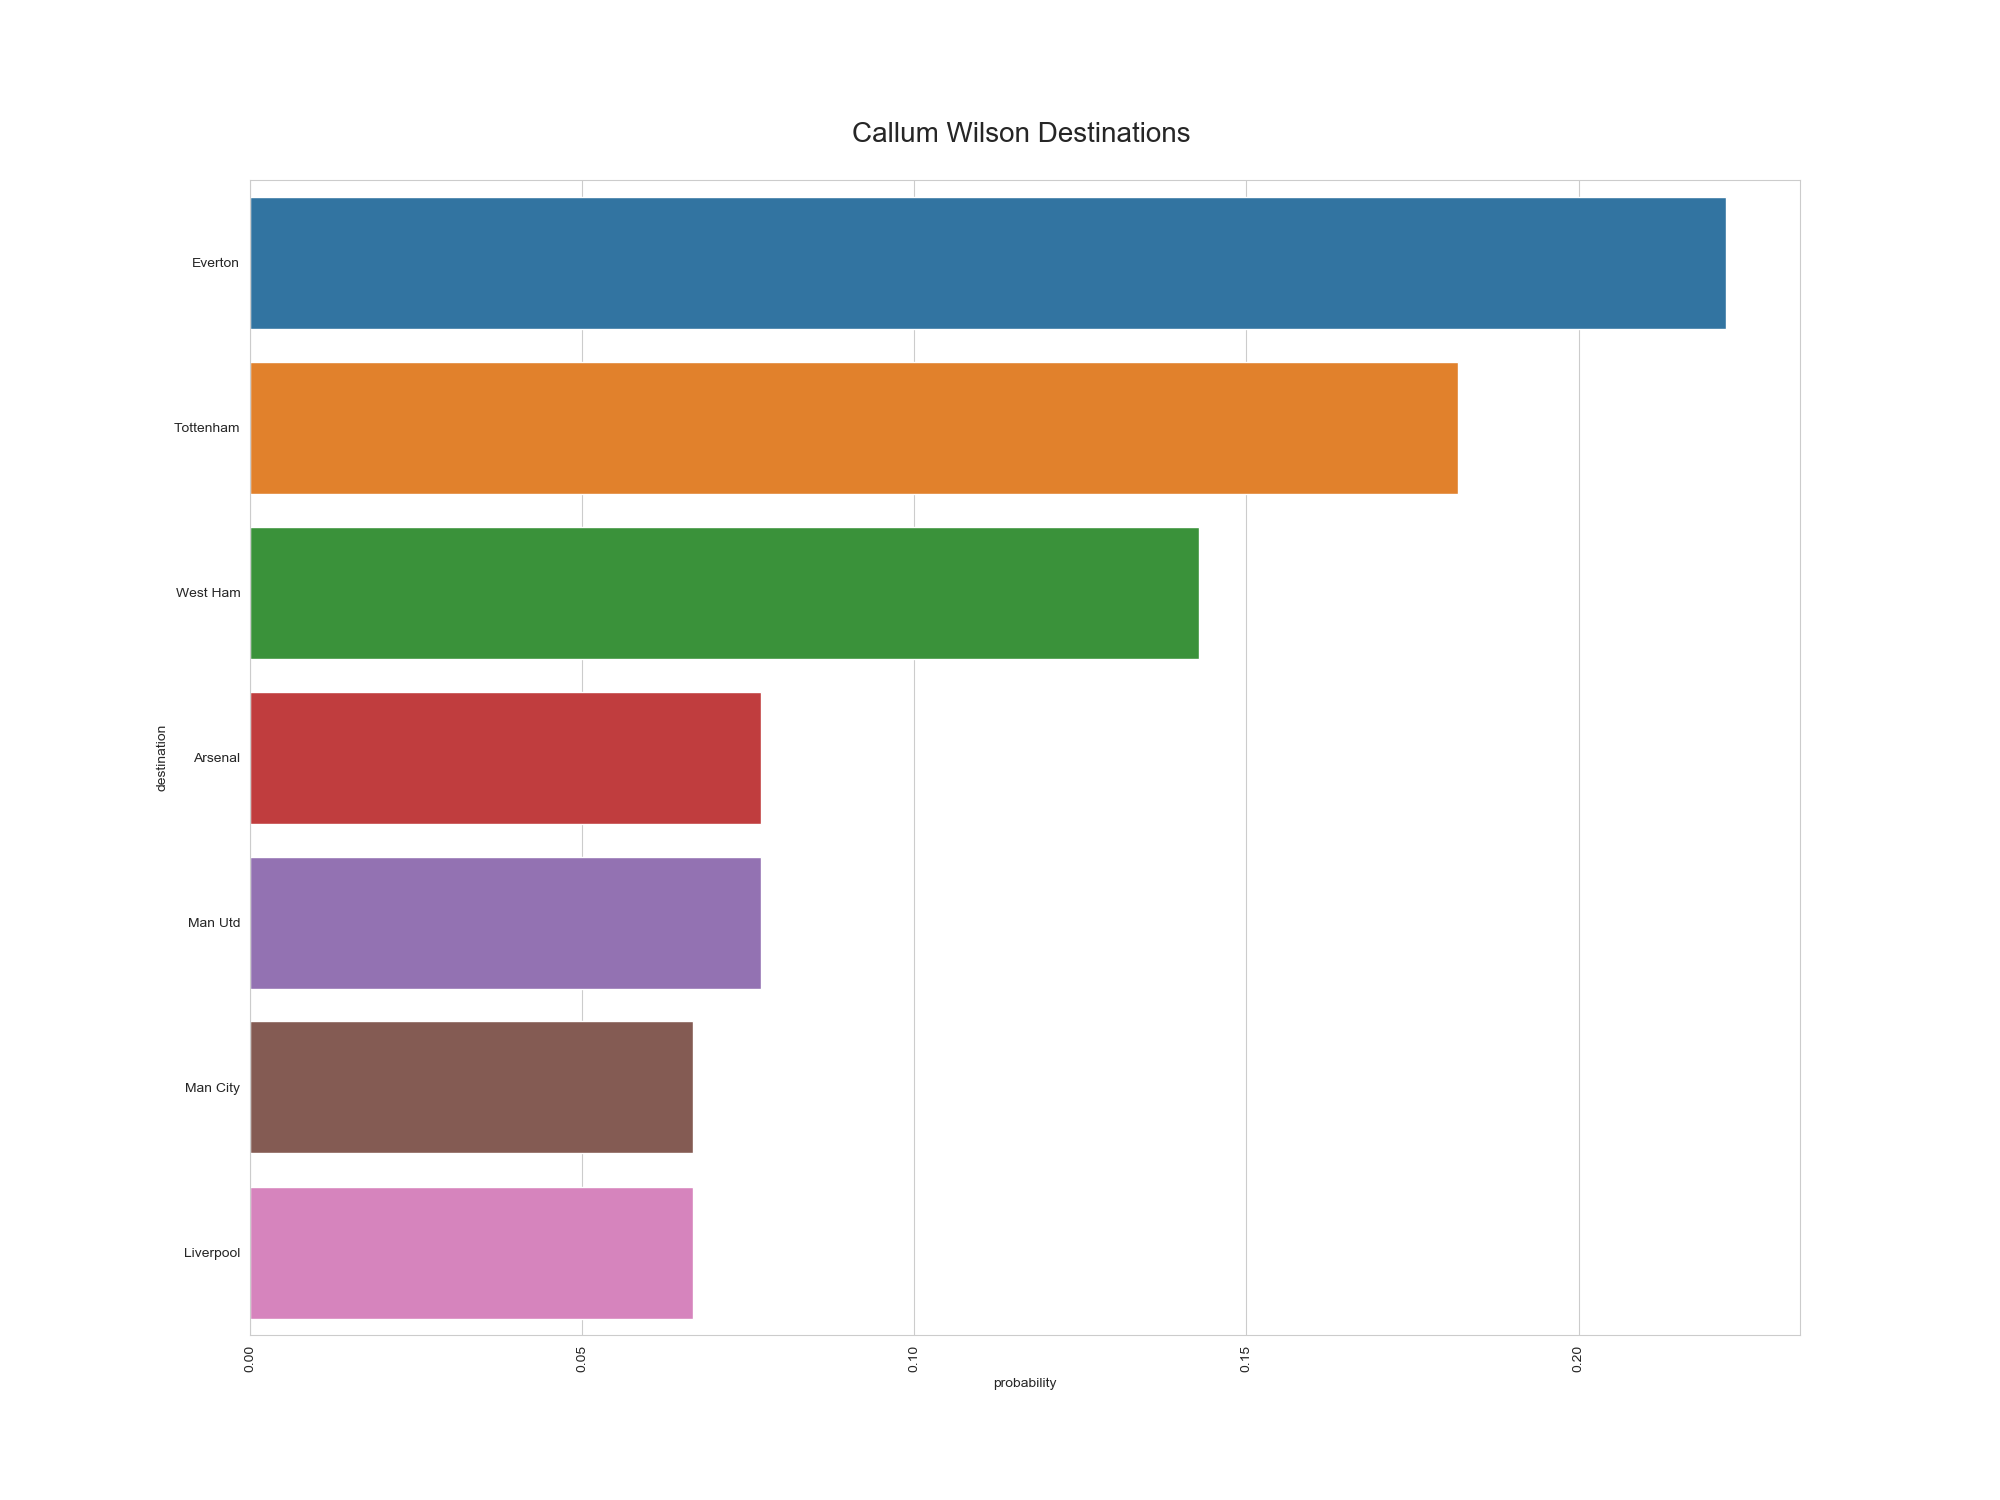 Callum Wilson Destinations
Everton
Tottenham
West Ham
Arsenal
Man Utd
Man City
Liverpool
destination
0.00
0.05
0.10
0.15
0.20
probability